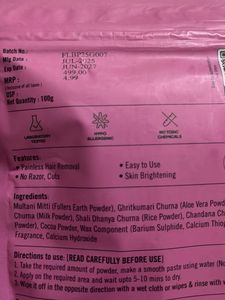 Batch No. :
FLBP25G007
Mfg Date :
JUL-2025
Exp Date :
JUN-2027
MRP :
499.00
(Inclusive of all taxes)
USP :
4.99
Net Quantity : 100g
LABORATORY
TESTED
HYPO
ALLERGENIC
NO TOXIC
CHEMICALS
Features:
• Painless Hair Removal
• Easy to Use
• No Razor, Cuts
• Skin Brightening
Ingredients:
Multani Mitti (Fullers Earth Powder), Ghritkumari Churna (Aloe Vera Powd
Churna (Milk Powder), Shali Dhanya Churna (Rice Powder), Chandana Ch
Powder), Cocoa Powder, Wax Component (Barium Sulphate, Calcium Thiog
Fragrance, Calcium Hydroxide
Directions to use: [READ CAREFULLY BEFORE USE]
1. Take the required amount of powder, make a smooth paste using water (No
2. Apply on the required area and wait upto 5-10 mins to dry.
3. Wipe it off in the opposite direction with a wet cloth or wipes & rinse with w